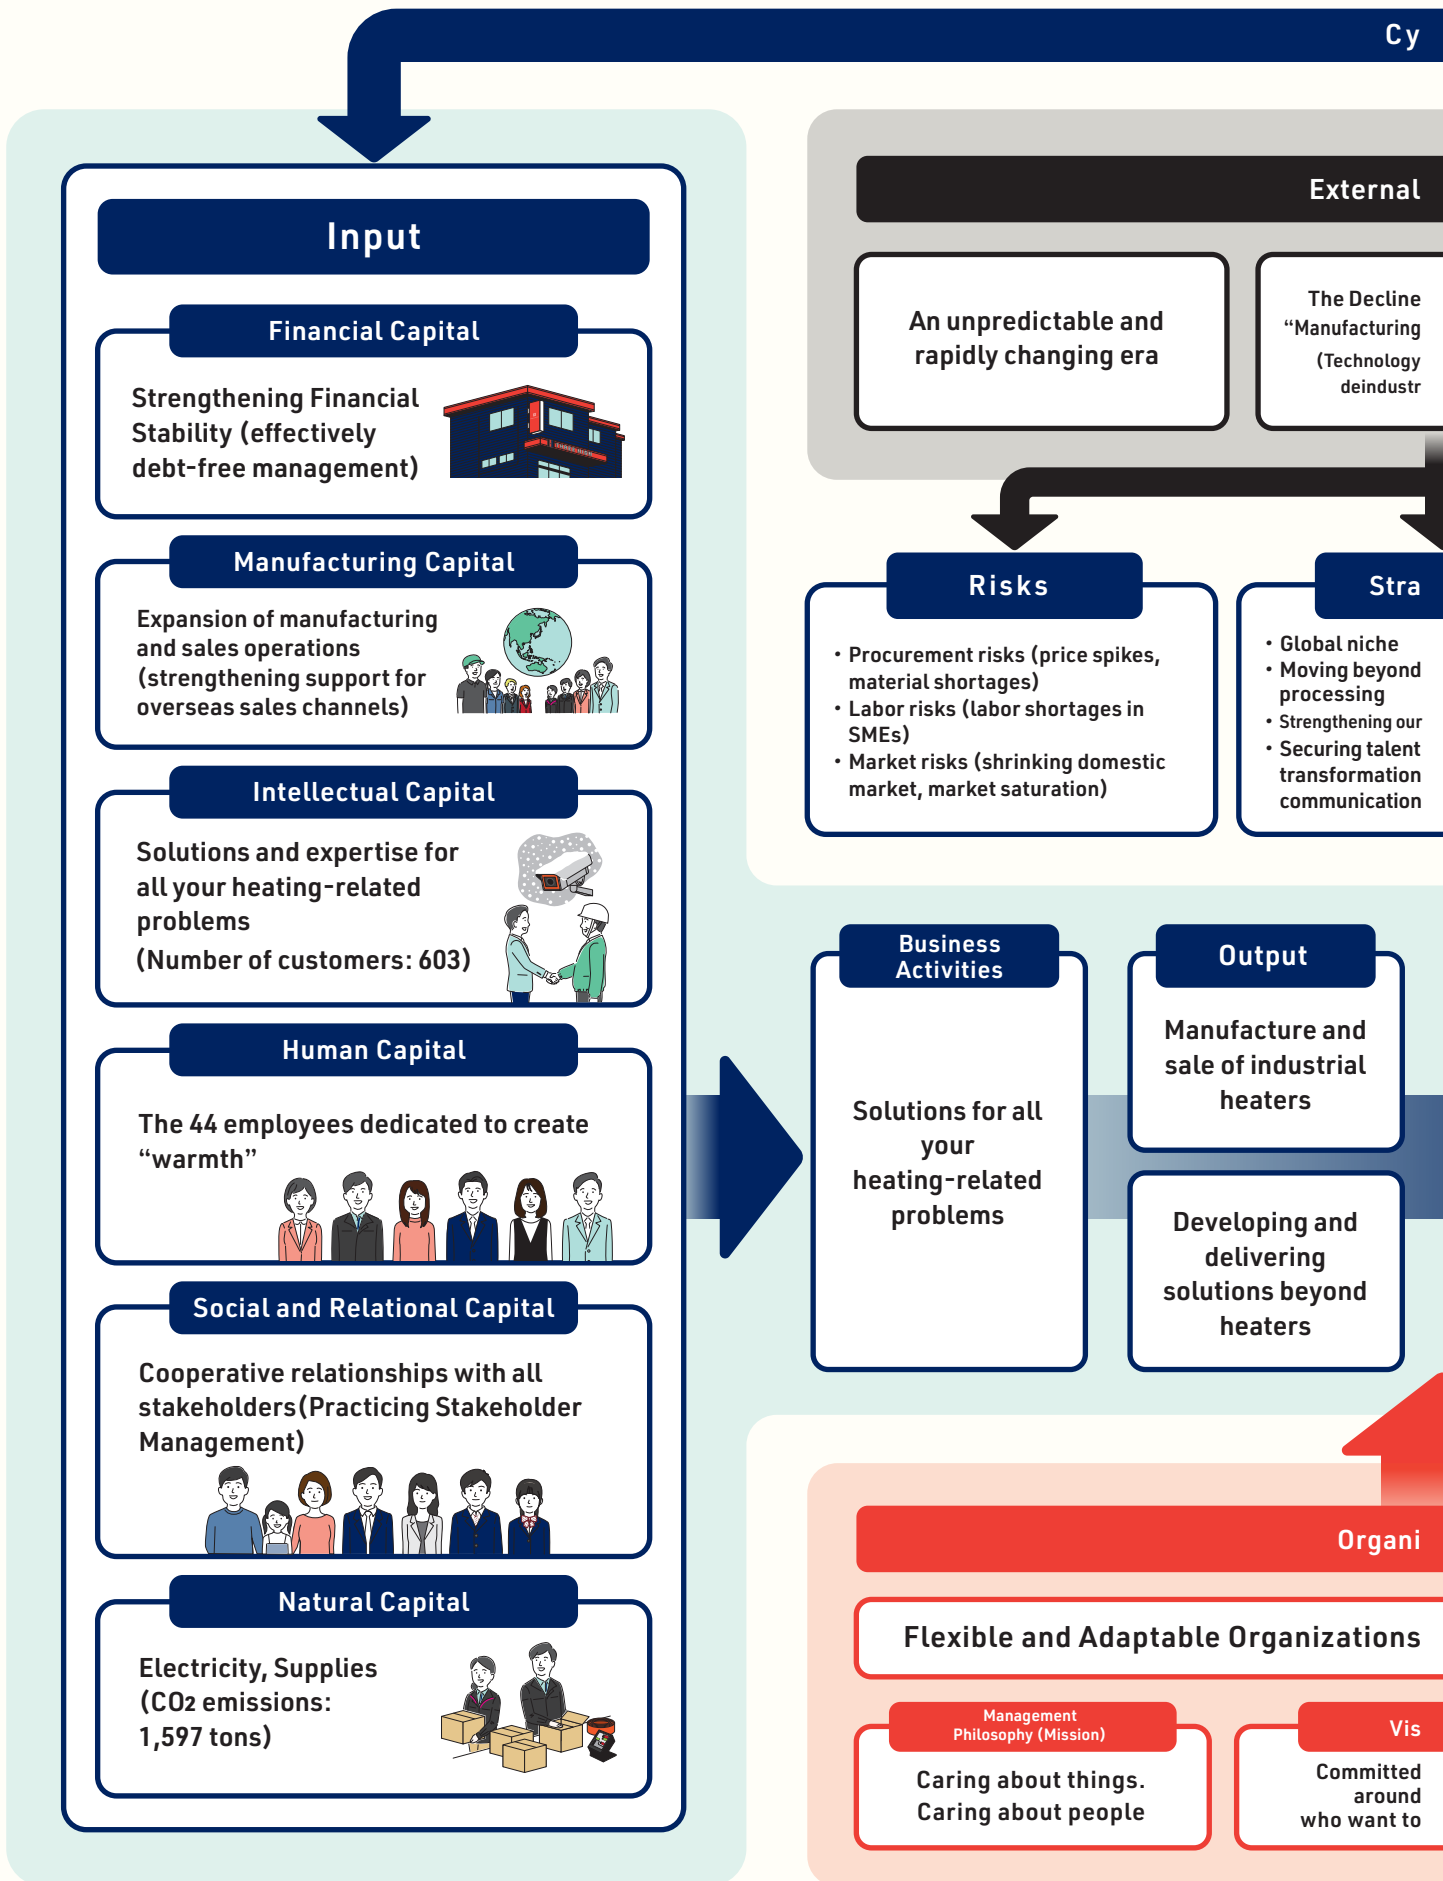 Cy
Input
Financial Capital
Strengthening Financial
Stability (effectively
debt-free management)
Manufacturing Capital
Expansion of manufacturing
and sales operations
(strengthening support for
overseas sales channels)
Intellectual Capital
Solutions and expertise for
all your heating-related
problems
(Number of customers: 603)
Human Capital
The 44 employees dedicated to create
“warmth”
Social and Relational Capital
Cooperative relationships with all
stakeholders(Practicing Stakeholder
Management)
Natural Capital
Electricity, Supplies
(CO2 emissions:
1,597 tons)
External
An unpredictable and
rapidly changing era
The Decline
“Manufacturing
(Technology
deindustr
Risks
・Procurement risks (price spikes,
material shortages)
・Labor risks (labor shortages in
SMEs)
・Market risks (shrinking domestic
market, market saturation)
Stra
・Global niche
・Moving beyond
processing
・Strengthening our
・Securing talent
transformation
communication
Business
Activities
Solutions for all
your
heating-related
problems
Output
Manufacture and
sale of industrial
heaters
Developing and
delivering
solutions beyond
heaters
Organi
Flexible and Adaptable Organizations
Management
Philosophy (Mission)
Caring about things.
Caring about people
Vis
Committed
around
who want to